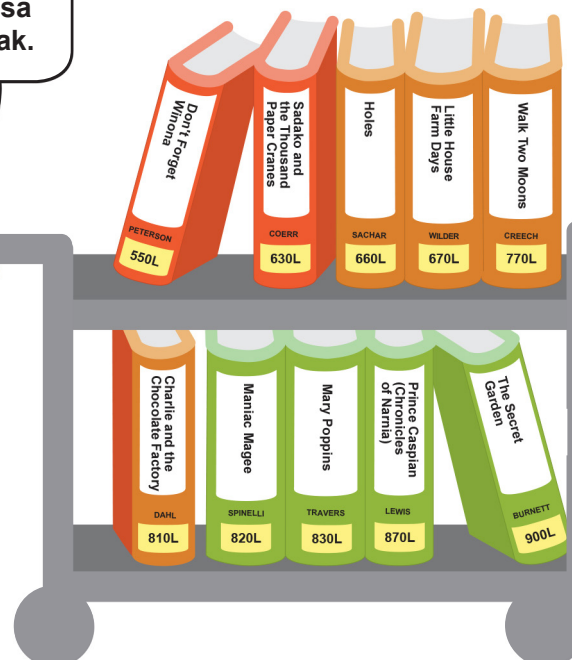 sa
ak.
Don't Forget
Winona
PETERSON
550L
Sadako and
the Thousand
Paper Cranes
COERR
630L
Holes
SACHAR
660L
Little House
Farm Days
WILDER
670L
Walk Two Moons
CREECH
770L
Charlie and the
Chocolate Factory
DAHL
810L
Maniac Magee
SPINELLI
820L
Mary Poppins
TRAVERS
830L
Prince Caspian
(Chronicles
of Narnia)
LEWIS
870L
The Secret
Garden
BURNETT
900L